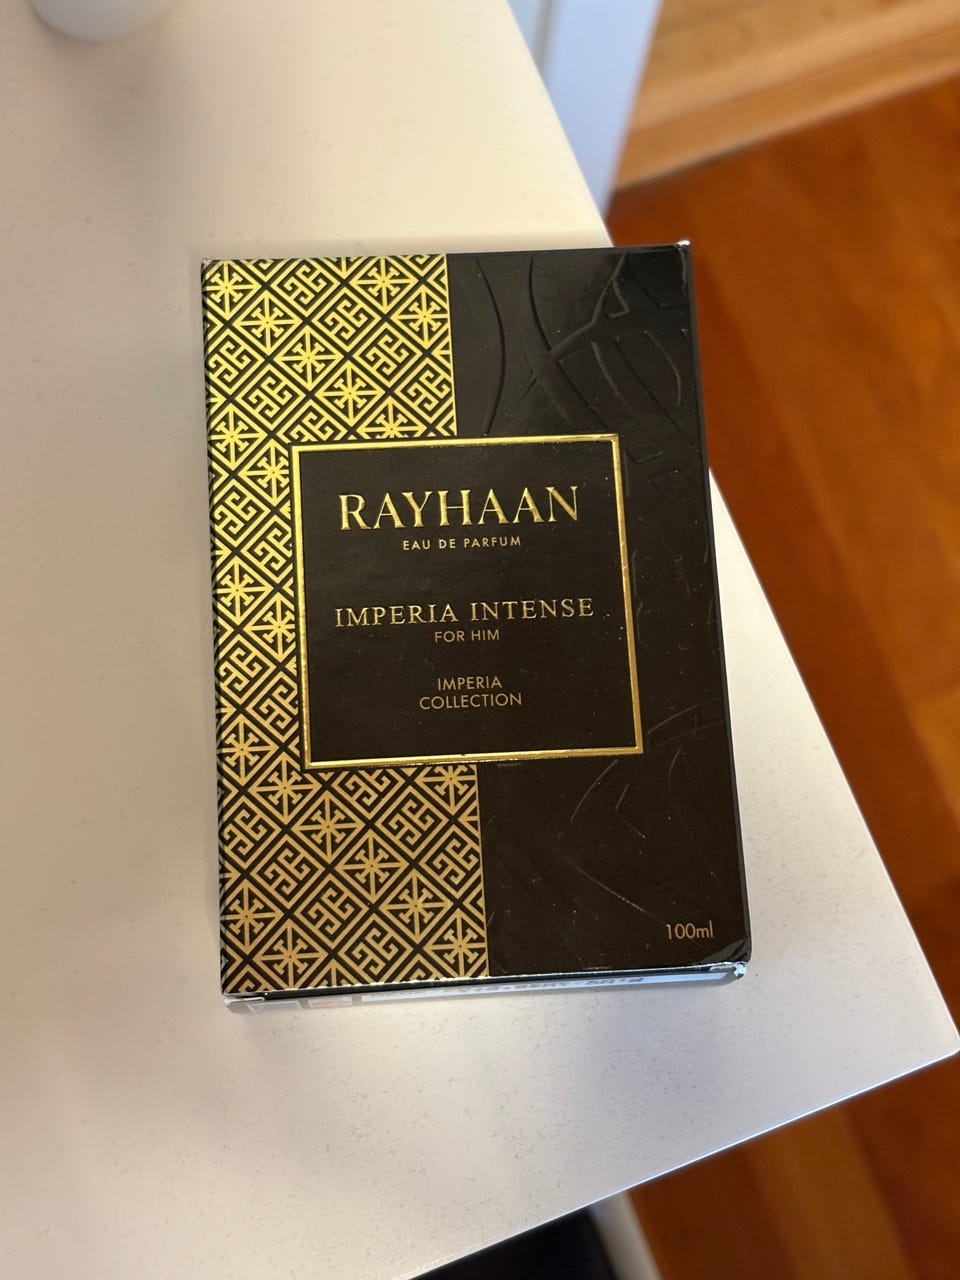 RAYHAAN
EAU DE PARFUM
IMPERIA INTENSE
FOR HIM
IMPERIA
COLLECTION
100ml